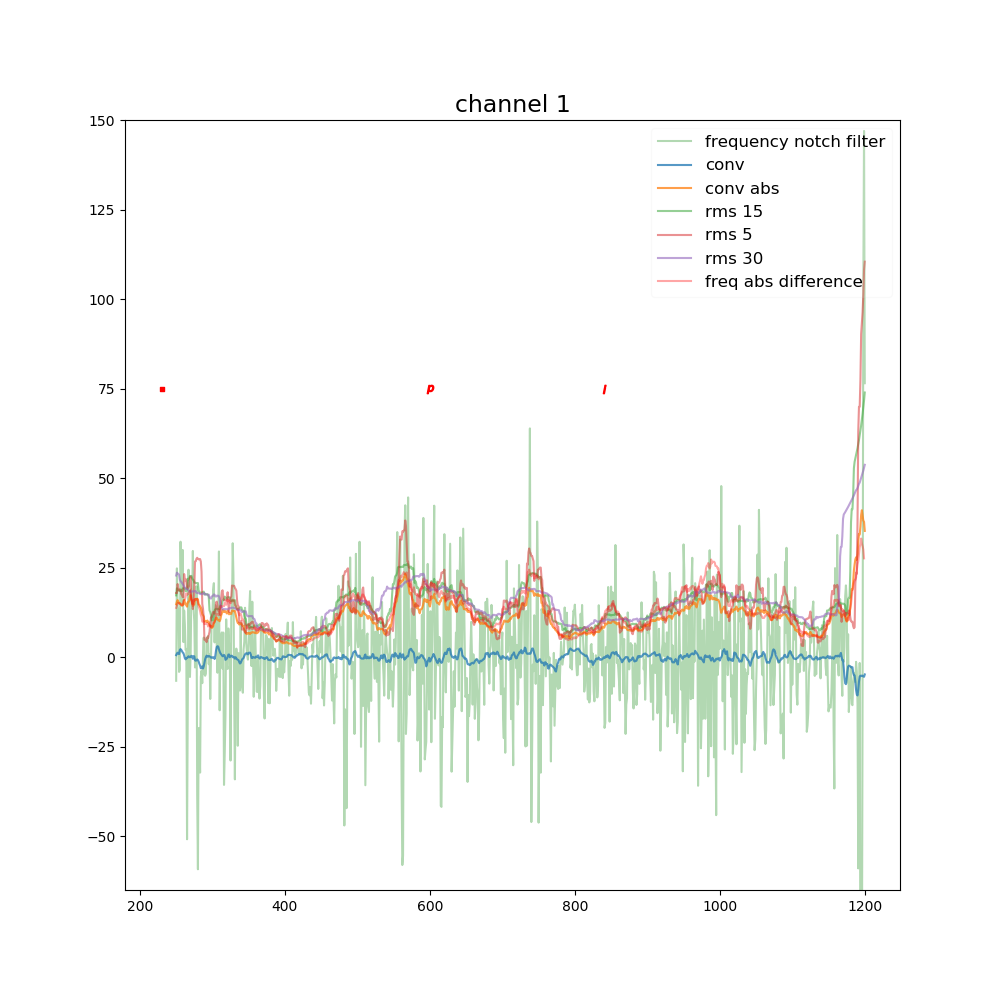 channel 1
150
125
100
75
50
25
0
−25
−50
frequency notch filter
conv
conv abs
rms 15
rms 5
rms 30
freq abs difference
p l
200 400 600 800 1000 1200